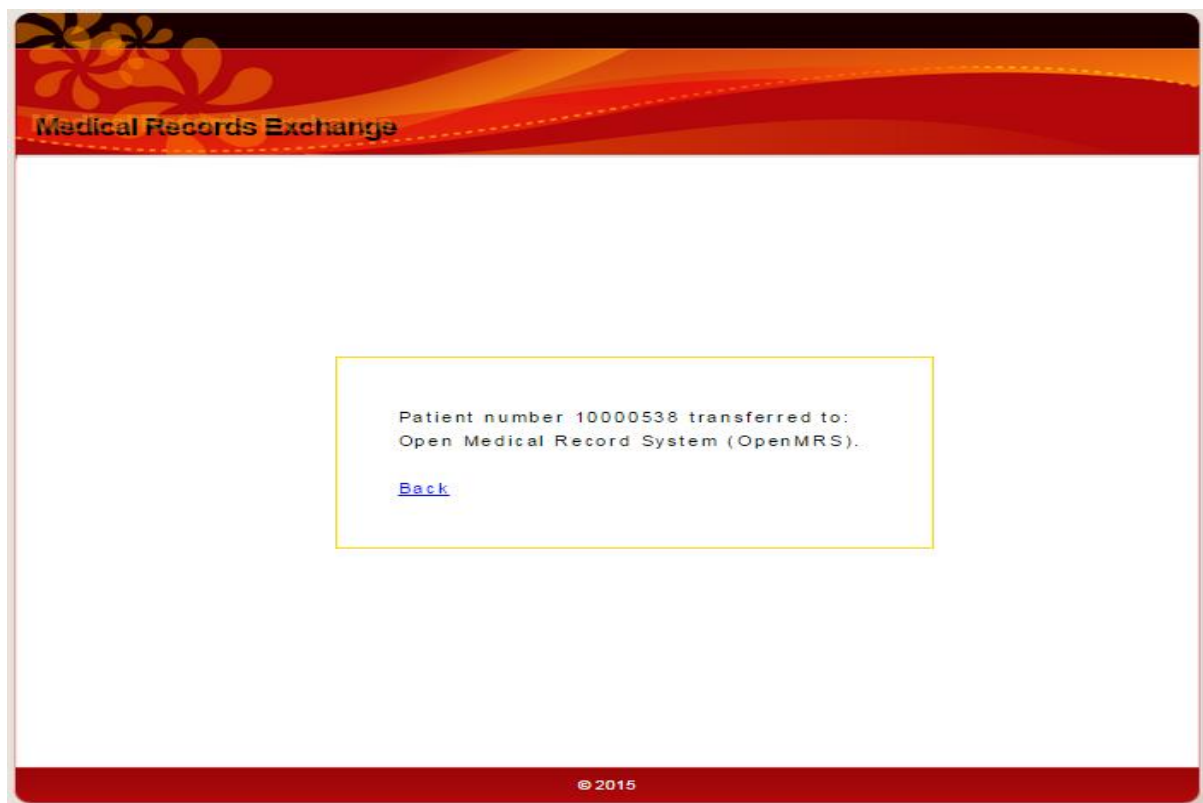 Medical Records Exchange
Patient number 10000538 transferred to:
Open Medical Record System (OpenMRS).
Back
© 2015